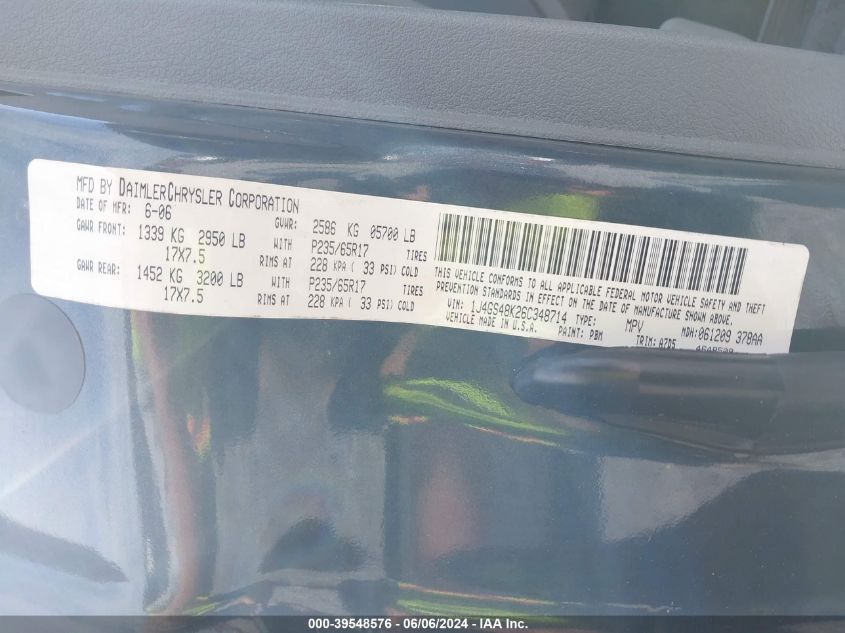 MFD BY DAIMLERCHRYSLER CORPORATION
DATE OF MFR: 6-06 GVWR: 2586 KG 05700 LB
GAWR FRONT: 1339 KG 2950 LB WITH P235/65R17 TIRES
17X7.5 RIMS AT 228 KPA ( 33 PSI) COLD
GAWR REAR: 1452 KG 3200 LB WITH P235/65R17 TIRES
17X7.5 RIMS AT 228 KPA ( 33 PSI) COLD
THIS VEHICLE CONFORMS TO ALL APPLICABLE FEDERAL MOTOR VEHICLE SAFETY AND THEFT
PREVENTION STANDARDS IN EFFECT ON THE DATE OF MANUFACTURE SHOWN ABOVE.
VIN: 1J4GS48K26C348714 TYPE: MPV MDH:061209 378AA
VEHICLE MADE IN U.S.A. PAINT: PBM TRIM: A7D5
000-39548576 - 06/06/2024 - IAA Inc.